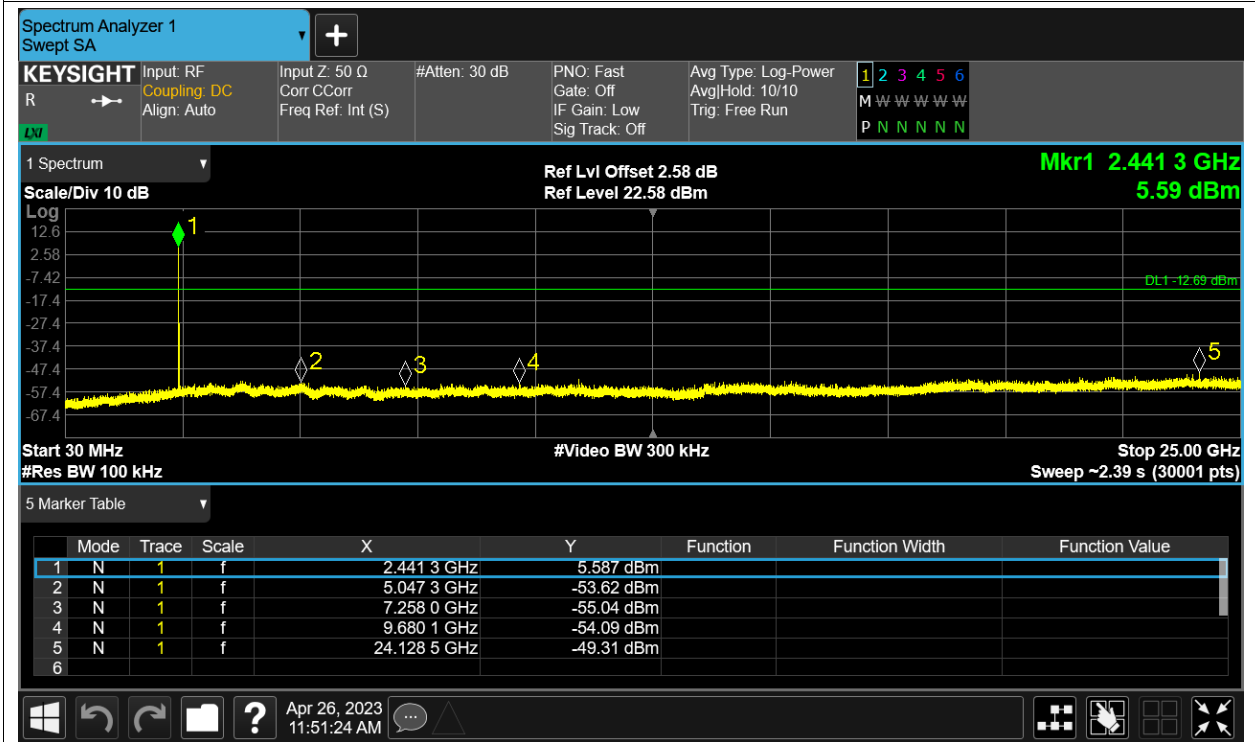 Spectrum Analyzer 1
Swept SA
+
KEYSIGHT Input: RF Input Z: 50 Ω #Atten: 30 dB PNO: Fast Avg Type: Log-Power 1 2 3 4 5 6
R Coupling: DC Corr CCorr Gate: Off Avg|Hold: 10/10 M W W W W W
Align: Auto Freq Ref: Int (S) IF Gain: Low Trig: Free Run
LXI Sig Track: Off P N N N N N
1 Spectrum Ref Lvl Offset 2.58 dB Mkr1 2.441 3 GHz
Scale/Div 10 dB Ref Level 22.58 dBm 5.59 dBm
Log
1
12.6
2.58
-7.42
DL1 -12.69 dBm
-17.4
-27.4
-37.4
2 3 4 5
-47.4
-57.4
-67.4
Start 30 MHz #Video BW 300 kHz Stop 25.00 GHz
#Res BW 100 kHz Sweep ~2.39 s (30001 pts)
5 Marker Table
Mode Trace Scale X Y Function Function Width Function Value
1 N 1 f 2.441 3 GHz 5.587 dBm
2 N 1 f 5.047 3 GHz -53.62 dBm
3 N 1 f 7.258 0 GHz -55.04 dBm
4 N 1 f 9.680 1 GHz -54.09 dBm
5 N 1 f 24.128 5 GHz -49.31 dBm
6
? Apr 26, 2023
11:51:24 AM